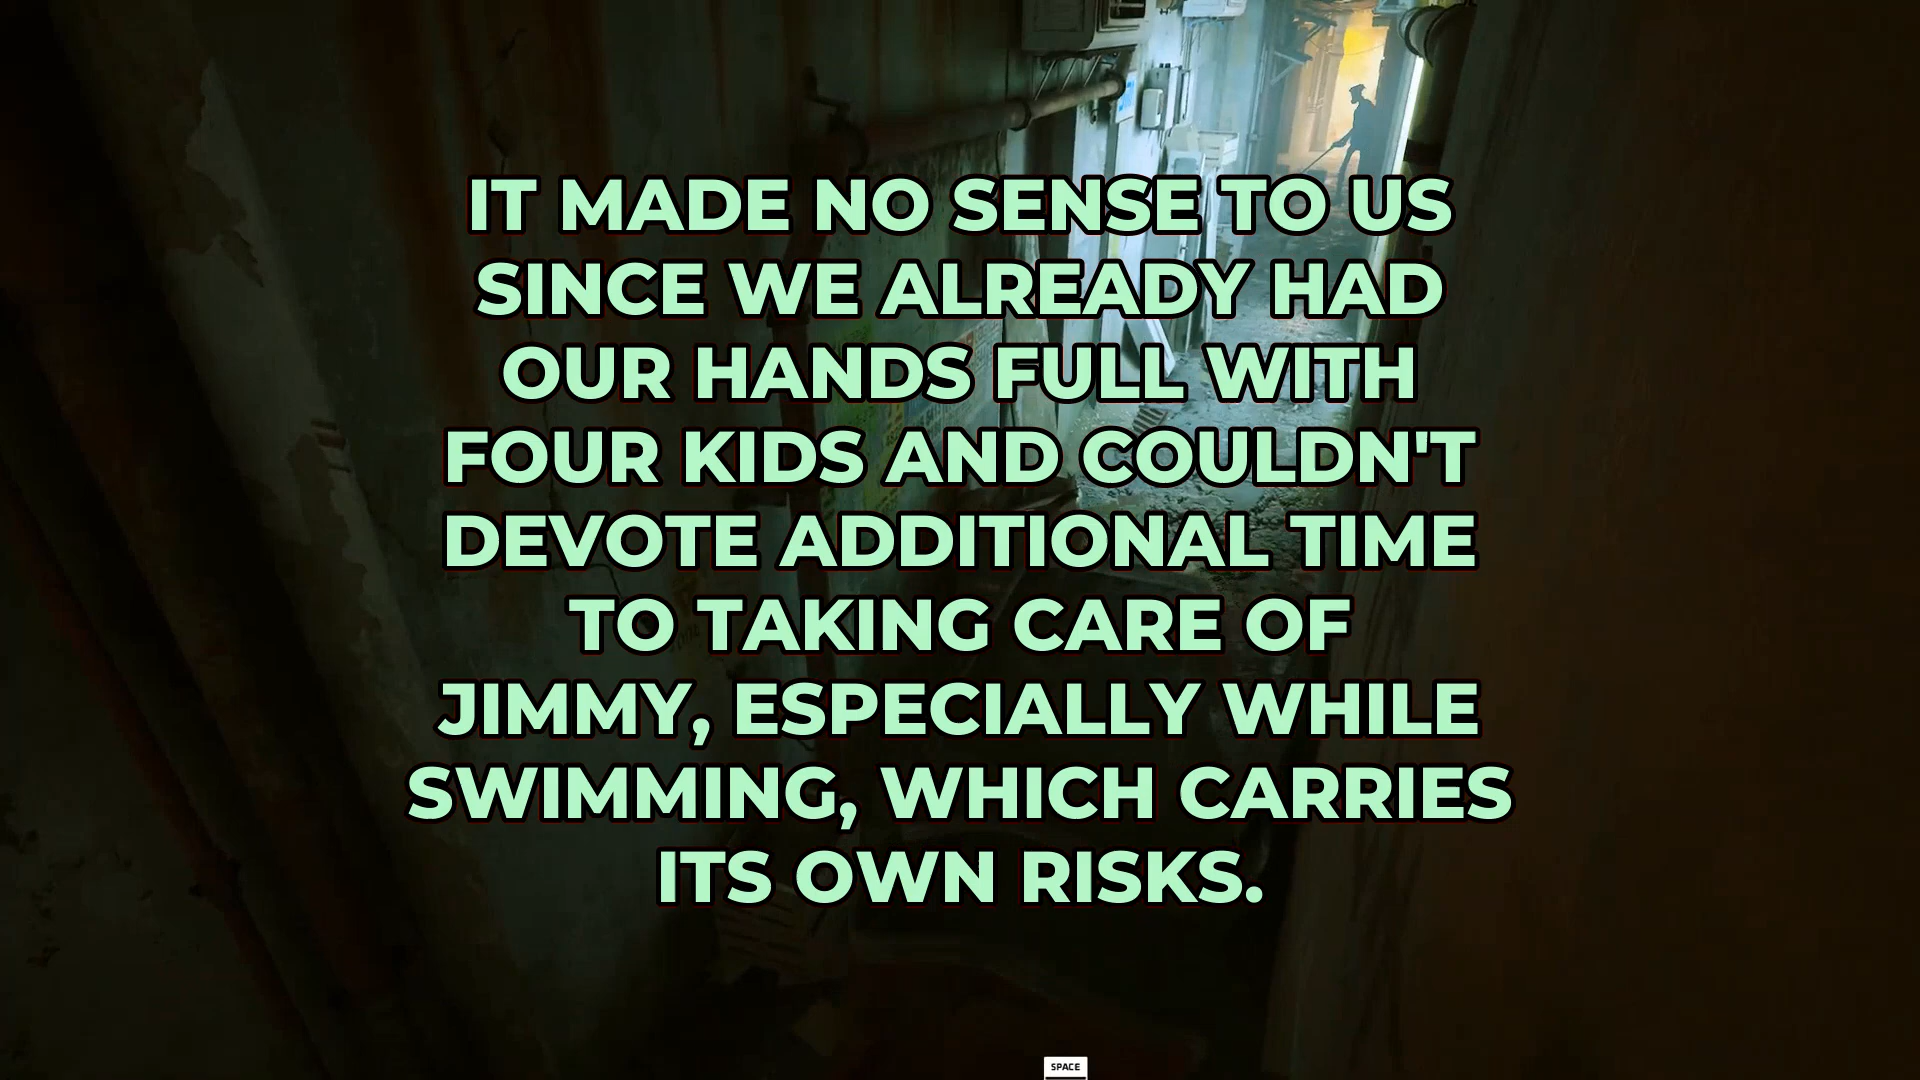 IT MADE NO SENSE TO US
SINCE WE ALREADY HAD
OUR HANDS FULL WITH
FOUR KIDS AND COULDN'T
DEVOTE ADDITIONAL TIME
TO TAKING CARE OF
JIMMY, ESPECIALLY WHILE
SWIMMING, WHICH CARRIES
ITS OWN RISKS.
SPACE